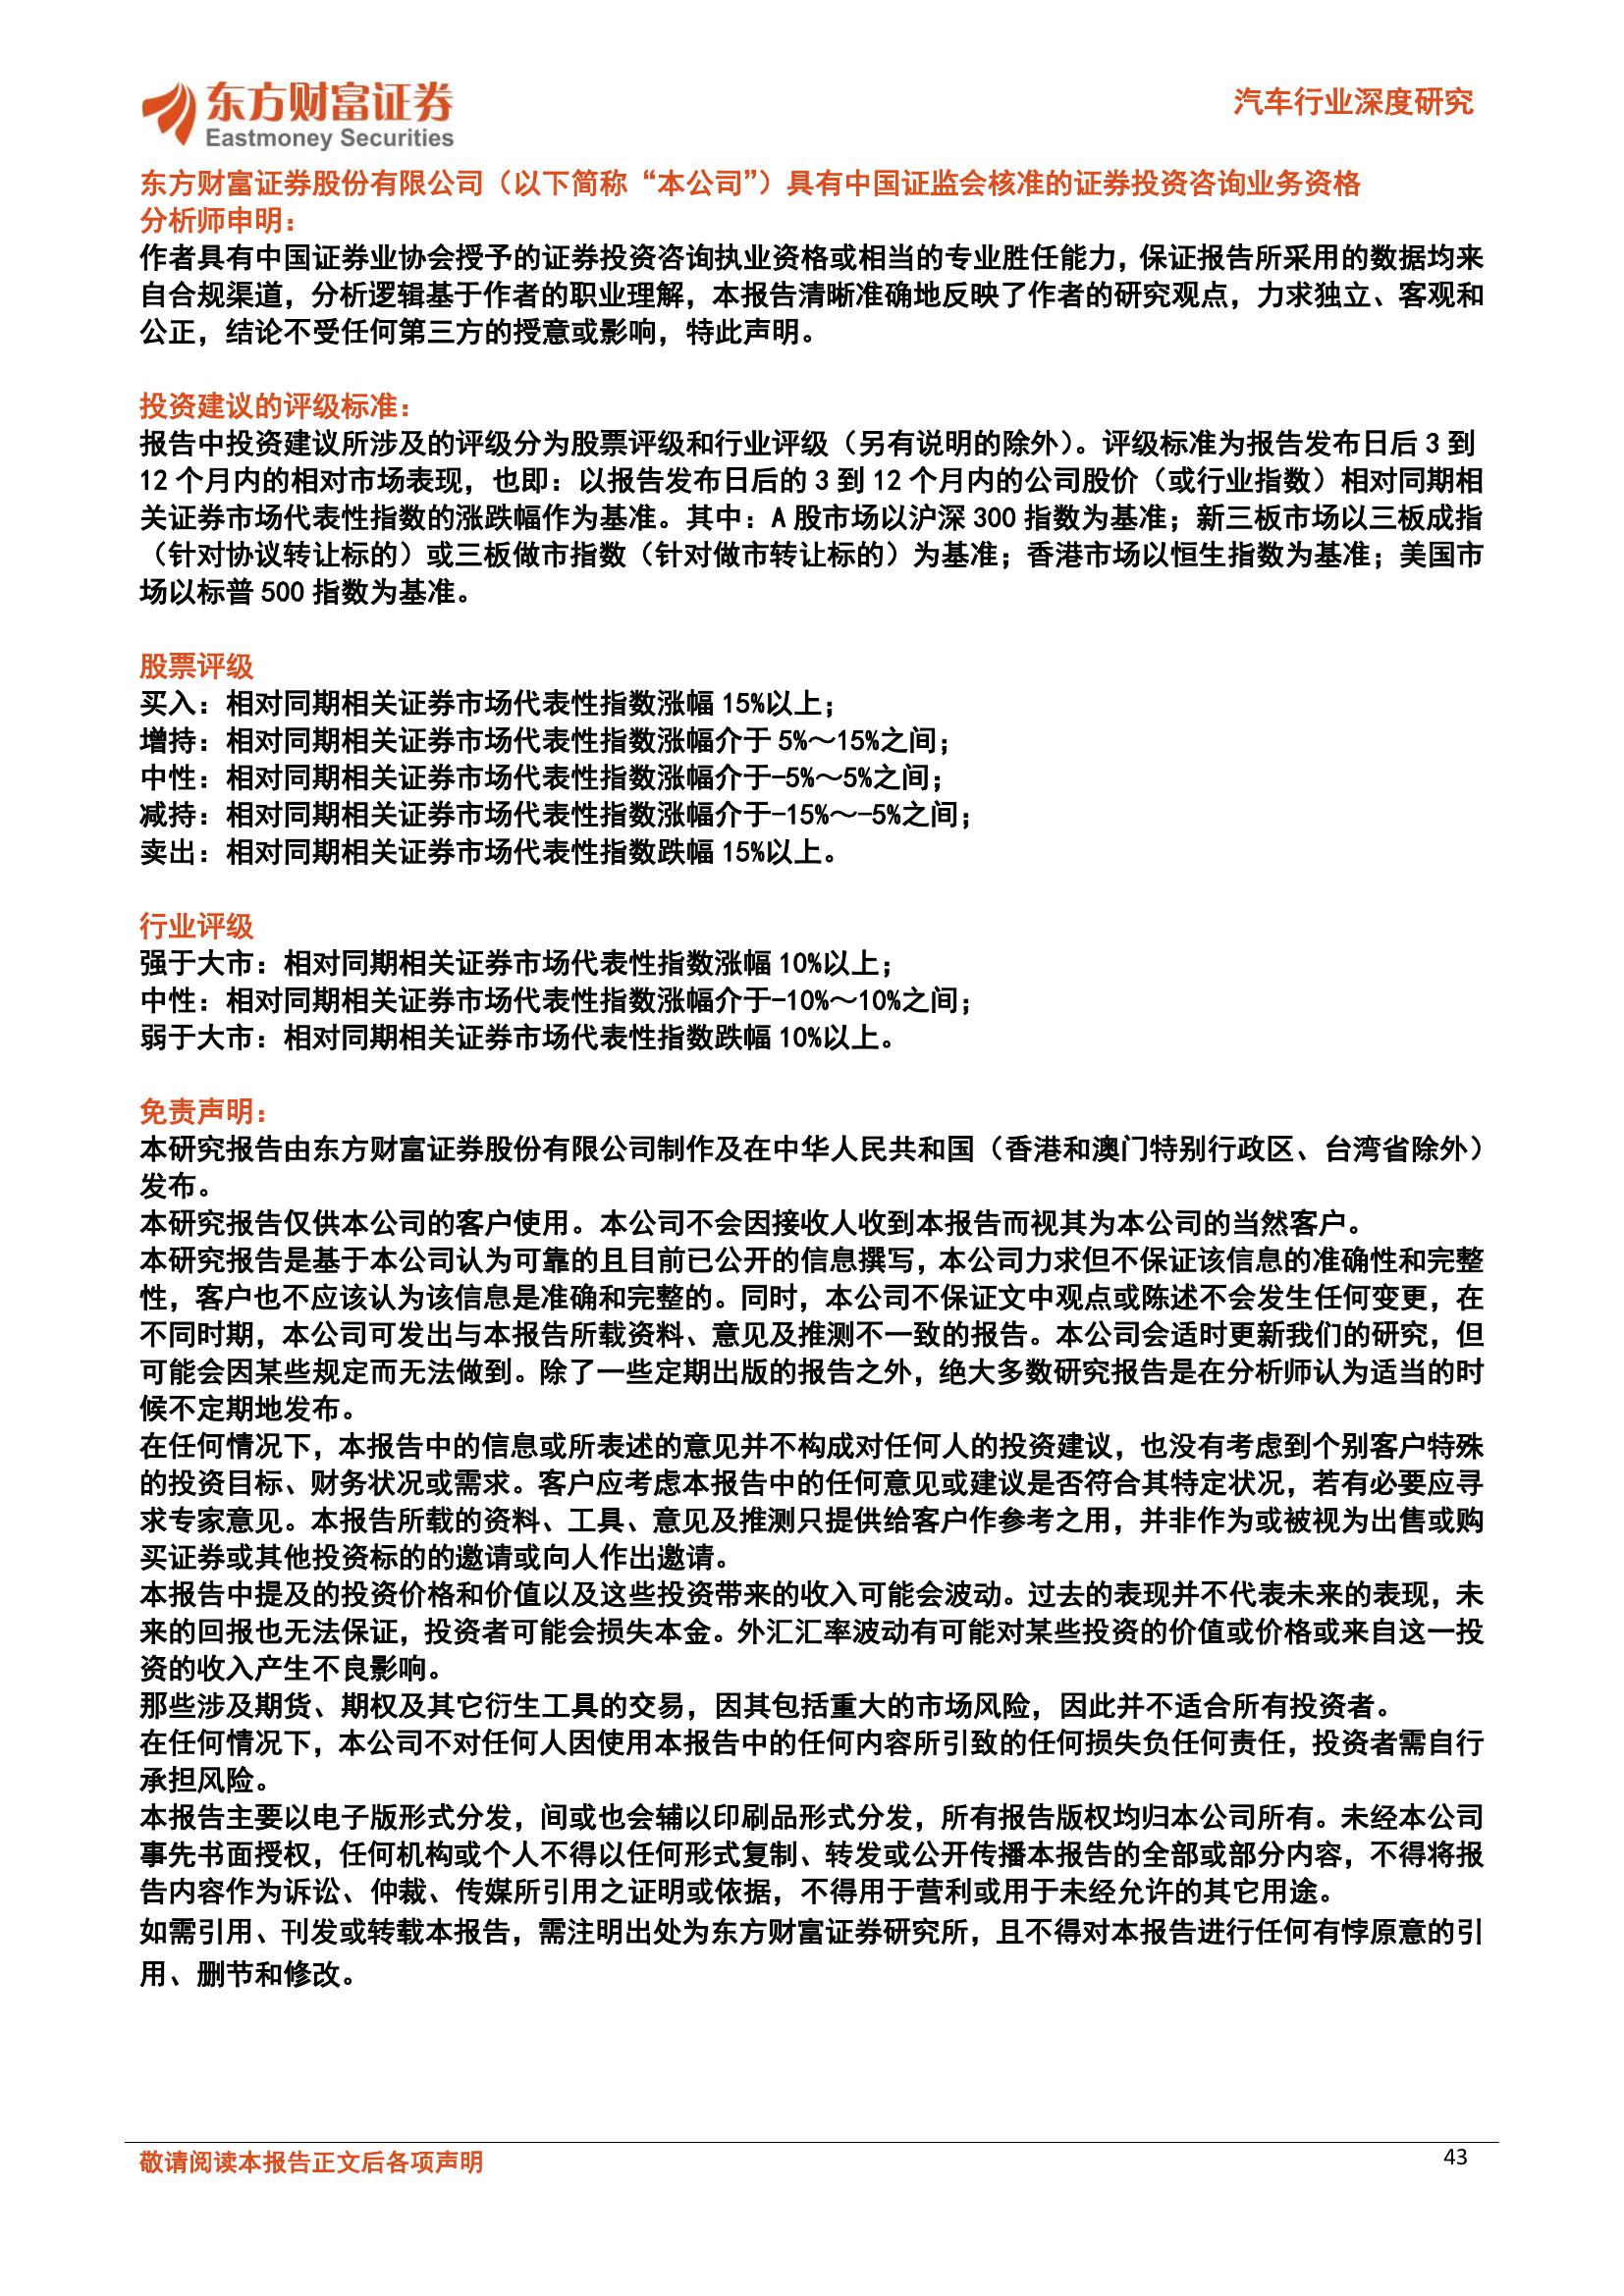 东方财富证券
Eastmoney Securities
汽车行业深度研究
东方财富证券股份有限公司（以下简称“本公司”）具有中国证监会核准的证券投资咨询业务资格
分析师申明：
作者具有中国证券业协会授予的证券投资咨询执业资格或相当的专业胜任能力，保证报告所采用的数据均来
自合规渠道，分析逻辑基于作者的职业理解，本报告清晰准确地反映了作者的研究观点，力求独立、客观和
公正，结论不受任何第三方的授意或影响，特此声明。
投资建议的评级标准：
报告中投资建议所涉及的评级分为股票评级和行业评级（另有说明的除外）。评级标准为报告发布日后 3 到
12 个月内的相对市场表现，也即：以报告发布日后的 3 到 12 个月内的公司股价（或行业指数）相对同期相
关证券市场代表性指数的涨跌幅作为基准。其中：A 股市场以沪深 300 指数为基准；新三板市场以三板成指
（针对协议转让标的）或三板做市指数（针对做市转让标的）为基准；香港市场以恒生指数为基准；美国市
场以标普 500 指数为基准。
股票评级
买入：相对同期相关证券市场代表性指数涨幅 15%以上；
增持：相对同期相关证券市场代表性指数涨幅介于 5%～15%之间；
中性：相对同期相关证券市场代表性指数涨幅介于-5%～5%之间；
减持：相对同期相关证券市场代表性指数涨幅介于-15%～-5%之间；
卖出：相对同期相关证券市场代表性指数跌幅 15%以上。
行业评级
强于大市：相对同期相关证券市场代表性指数涨幅 10%以上；
中性：相对同期相关证券市场代表性指数涨幅介于-10%～10%之间；
弱于大市：相对同期相关证券市场代表性指数跌幅 10%以上。
免责声明：
本研究报告由东方财富证券股份有限公司制作及在中华人民共和国（香港和澳门特别行政区、台湾省除外）
发布。
本研究报告仅供本公司的客户使用。本公司不会因接收人收到本报告而视其为本公司的当然客户。
本研究报告是基于本公司认为可靠的且目前已公开的信息撰写，本公司力求但不保证该信息的准确性和完整
性，客户也不应该认为该信息是准确和完整的。同时，本公司不保证文中观点或陈述不会发生任何变更，在
不同时期，本公司可发出与本报告所载资料、意见及推测不一致的报告。本公司会适时更新我们的研究，但
可能会因某些规定而无法做到。除了一些定期出版的报告之外，绝大多数研究报告是在分析师认为适当的时
候不定期地发布。
在任何情况下，本报告中的信息或所表述的意见并不构成对任何人的投资建议，也没有考虑到个别客户特殊
的投资目标、财务状况或需求。客户应考虑本报告中的任何意见或建议是否符合其特定状况，若有必要应寻
求专家意见。本报告所载的资料、工具、意见及推测只提供给客户作参考之用，并非作为或被视为出售或购
买证券或其他投资标的的邀请或向人作出邀请。
本报告中提及的投资价格和价值以及这些投资带来的收入可能会波动。过去的表现并不代表未来的表现，未
来的回报也无法保证，投资者可能会损失本金。外汇汇率波动有可能对某些投资的价值或价格或来自这一投
资的收入产生不良影响。
那些涉及期货、期权及其它衍生工具的交易，因其包括重大的市场风险，因此并不适合所有投资者。
在任何情况下，本公司不对任何人因使用本报告中的任何内容所引致的任何损失负任何责任，投资者需自行
承担风险。
本报告主要以电子版形式分发，间或也会辅以印刷品形式分发，所有报告版权均归本公司所有。未经本公司
事先书面授权，任何机构或个人不得以任何形式复制、转发或公开传播本报告的全部或部分内容，不得将报
告内容作为诉讼、仲裁、传媒所引用之证明或依据，不得用于营利或用于未经允许的其它用途。
如需引用、刊发或转载本报告，需注明出处为东方财富证券研究所，且不得对本报告进行任何有悖原意的引
用、删节和修改。
敬请阅读本报告正文后各项声明
43